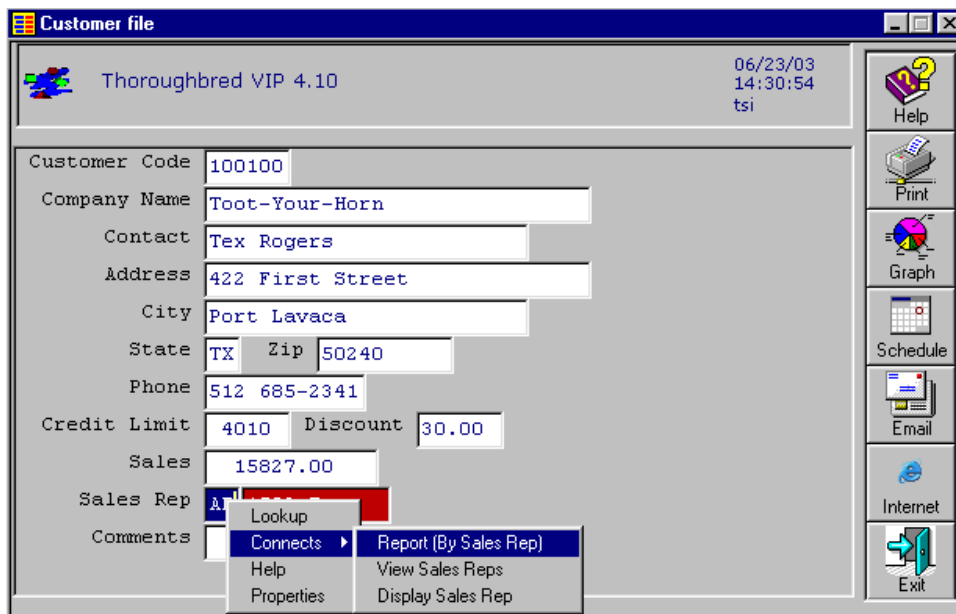 Customer file
Thoroughbred VIP 4.10
06/23/03
14:30:54
tsi
Customer Code 100100
Company Name Toot-Your-Horn
Contact Tex Rogers
Address 422 First Street
City Port Lavaca
State TX Zip 50240
Phone 512 685-2341
Credit Limit 4010 Discount 30.00
Sales 15827.00
Sales Rep
Comments
Lookup
Connects
Help
Properties
Report (By Sales Rep)
View Sales Reps
Display Sales Rep
Help
Print
Graph
Schedule
Email
Internet
Exit